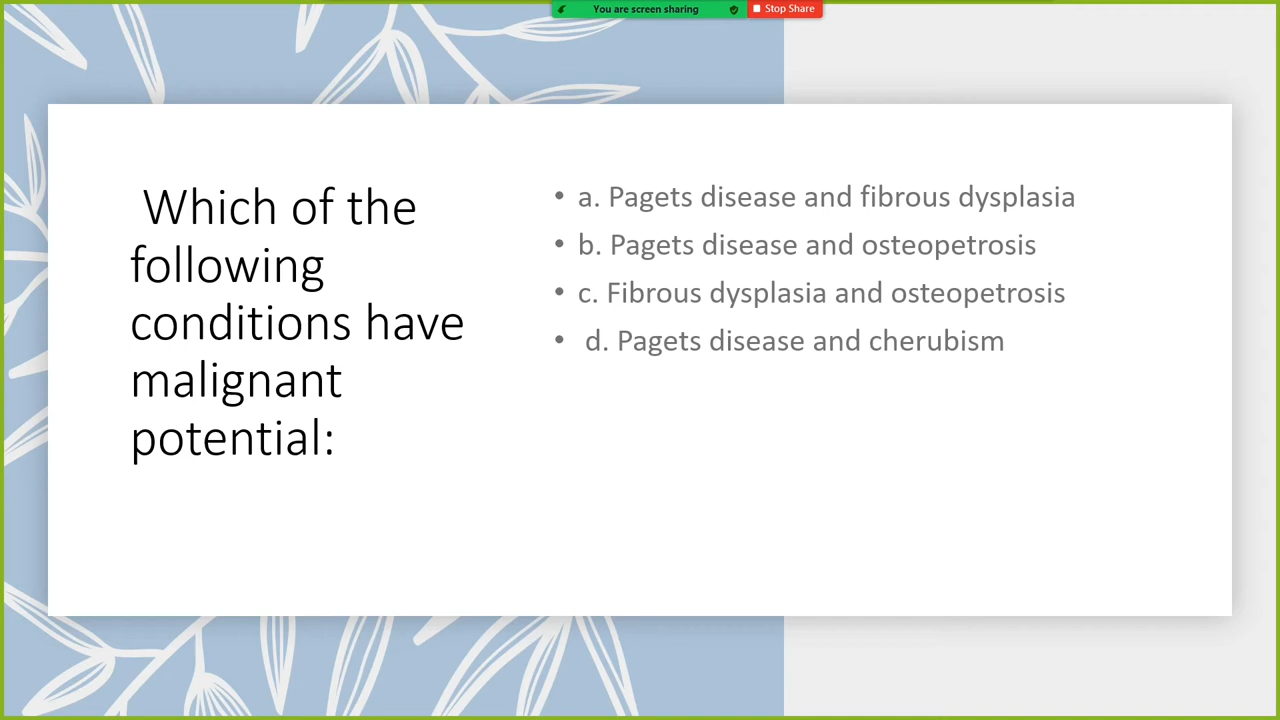 You are screen sharing
Stop Share
Which of the
following
conditions have
malignant
potential:
• a. Pagets disease and fibrous dysplasia
• b. Pagets disease and osteopetrosis
• c. Fibrous dysplasia and osteopetrosis
• d. Pagets disease and cherubism